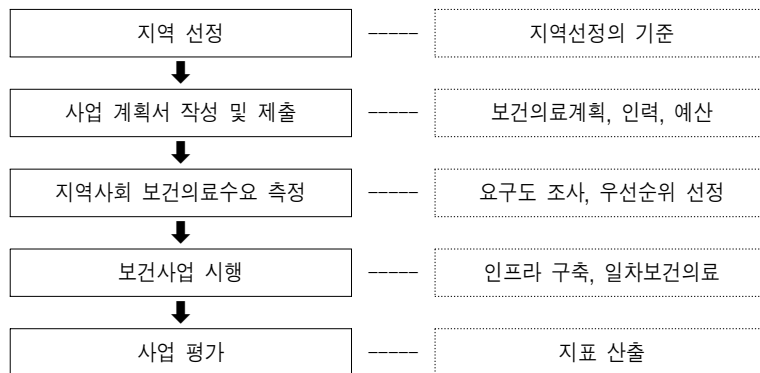 지역 선정 ----- 지역선정의 기준
사업 계획서 작성 및 제출 ----- 보건의료계획, 인력, 예산
지역사회 보건의료수요 측정 ----- 요구도 조사, 우선순위 선정
보건사업 시행 ----- 인프라 구축, 일차보건의료
사업 평가 ----- 지표 산출